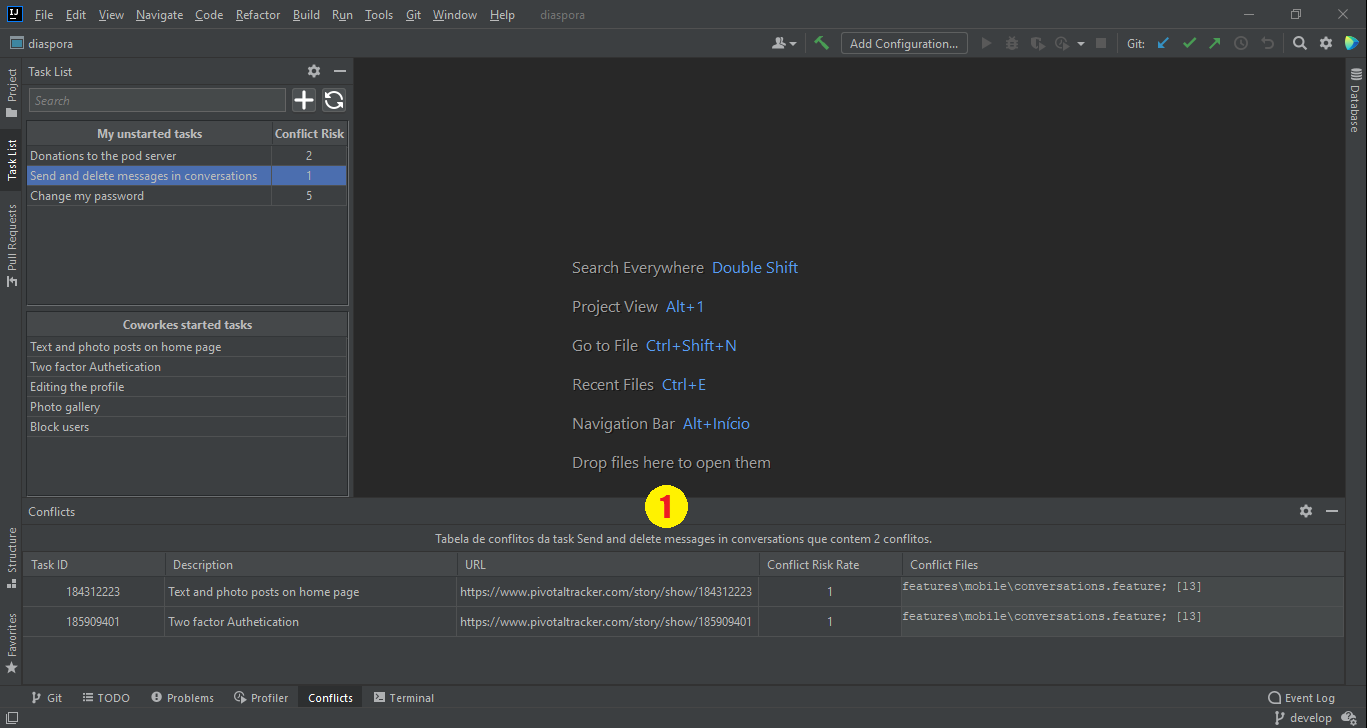 IJ File Edit View Navigate Code Refactor Build Run Tools Git Window Help diaspora
diaspora Add Configuration... Git:
Project
Task List
Pull Requests
Structure
Favorites
Database
Task List
Search
My unstarted tasks Conflict Risk
Donations to the pod server 2
Send and delete messages in conversations 1
Change my password 5
Coworkes started tasks
Text and photo posts on home page
Two factor Authetication
Editing the profile
Photo gallery
Block users
Search Everywhere Double Shift
Project View Alt+1
Go to File Ctrl+Shift+N
Recent Files Ctrl+E
Navigation Bar Alt+Início
Drop files here to open them
1
Conflicts
Tabela de conflitos da task Send and delete messages in conversations que contem 2 conflitos.
Task ID Description URL Conflict Risk Rate Conflict Files
184312223 Text and photo posts on home page https://www.pivotaltracker.com/story/show/184312223 1 features\mobile\conversations.feature; [13]
185909401 Two factor Authetication https://www.pivotaltracker.com/story/show/185909401 1 features\mobile\conversations.feature; [13]
Git TODO Problems Profiler Conflicts Terminal Event Log
develop